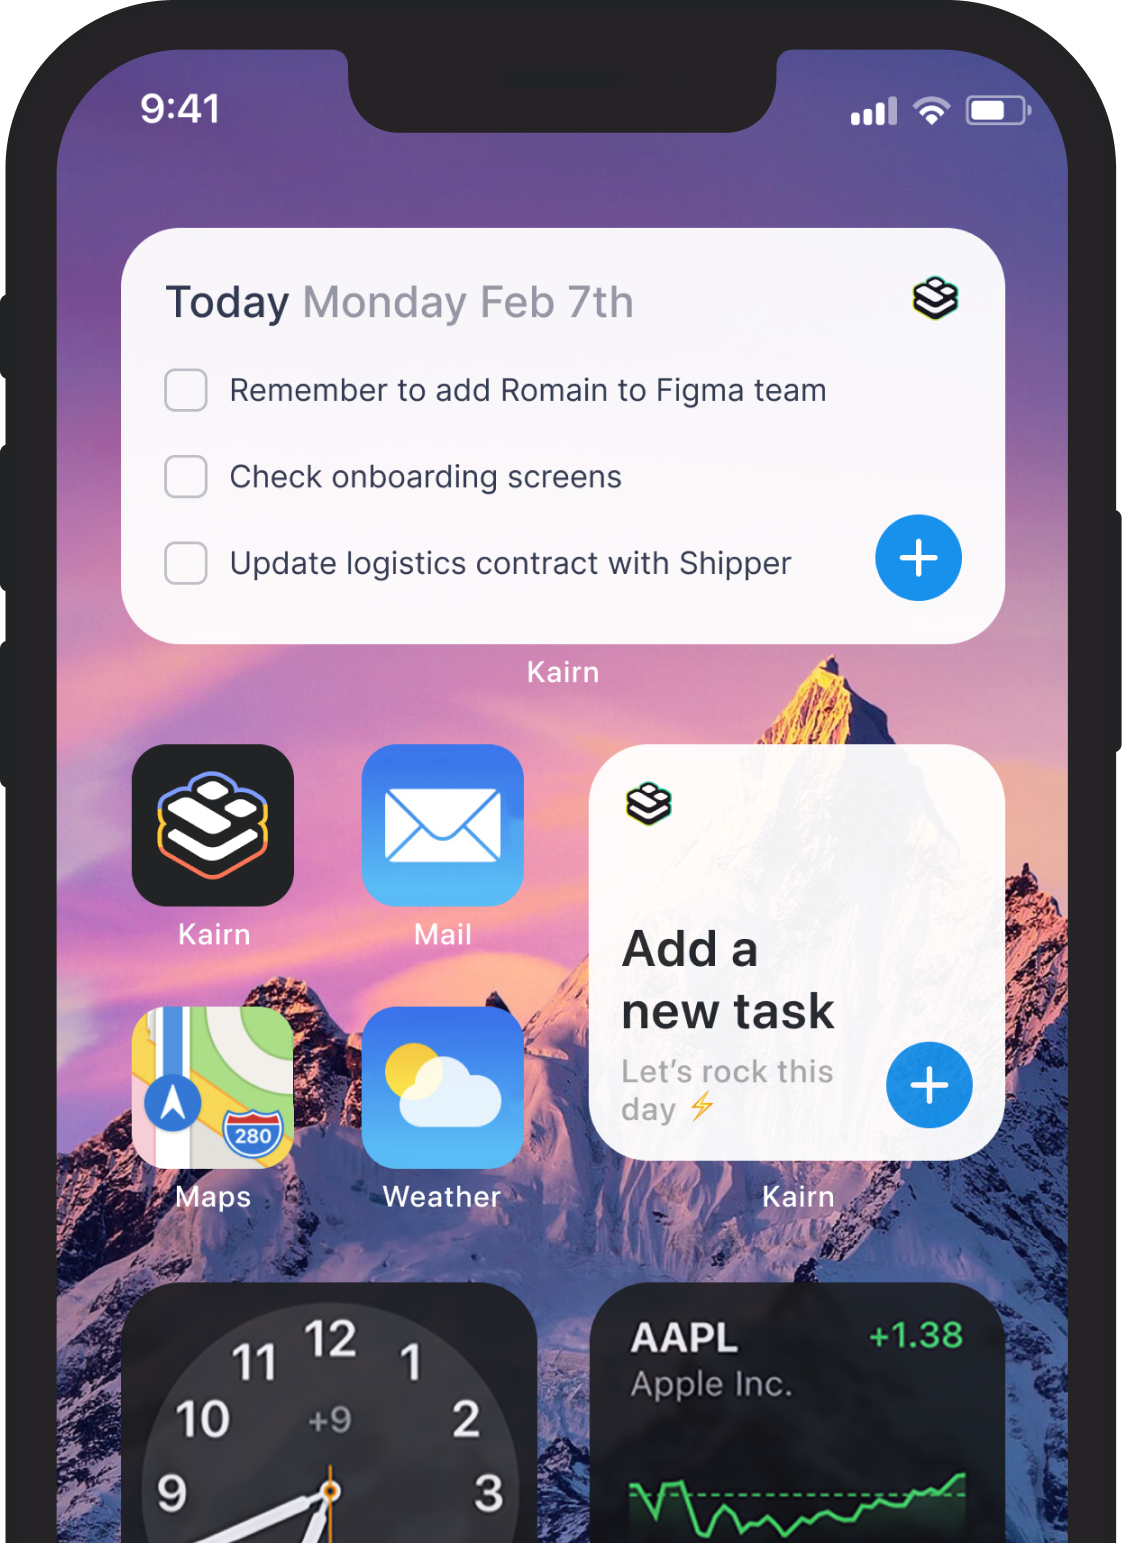 9:41
Today Monday Feb 7th
Remember to add Romain to Figma team
Check onboarding screens
Update logistics contract with Shipper
Kairn
Kairn
Mail
Add a
new task
Let's rock this
day ⚡
280
Maps
Weather
Kairn
12
11
1
10
+9
2
9
3
AAPL
+1.38
Apple Inc.